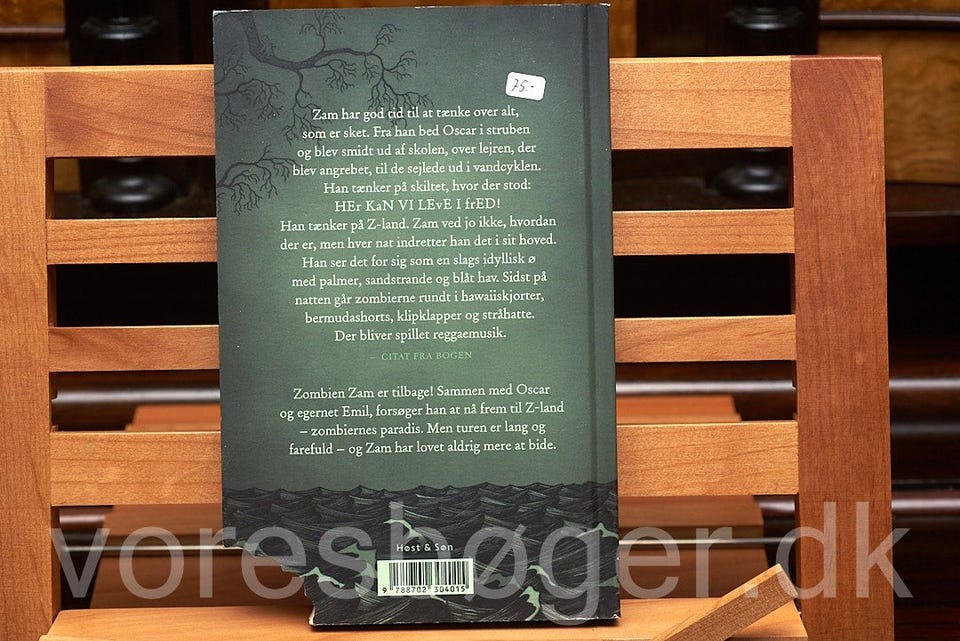 75.-
Zam har god tid til at tænke over alt,
som er sket. Fra han bed Oscar i struben
og blev smidt ud af skolen, over lejren, der
blev angrebet, til de sejlede ud i vandcyklen.
Han tænker på skiltet, hvor der stod:
HEr KaN VI LEvE I frED!
Han tænker på Z-land. Zam ved jo ikke, hvordan
der er, men hver nat indretter han det i sit hoved.
Han ser det for sig som en slags idyllisk ø
med palmer, sandstrande og blåt hav. Sidst på
natten går zombierne rundt i hawaiiskjorter,
bermudashorts, klipklapper og stråhatte.
Der bliver spillet reggaemusik.
– CITAT FRA BOGEN
Zombien Zam er tilbage! Sammen med Oscar
og egernet Emil, forsøger han at nå frem til Z-land
– zombiernes paradis. Men turen er lang og
farefuld – og Zam har lovet aldrig mere at bide.
Høst & Søn
9 788702 304015
voresbøger.dk